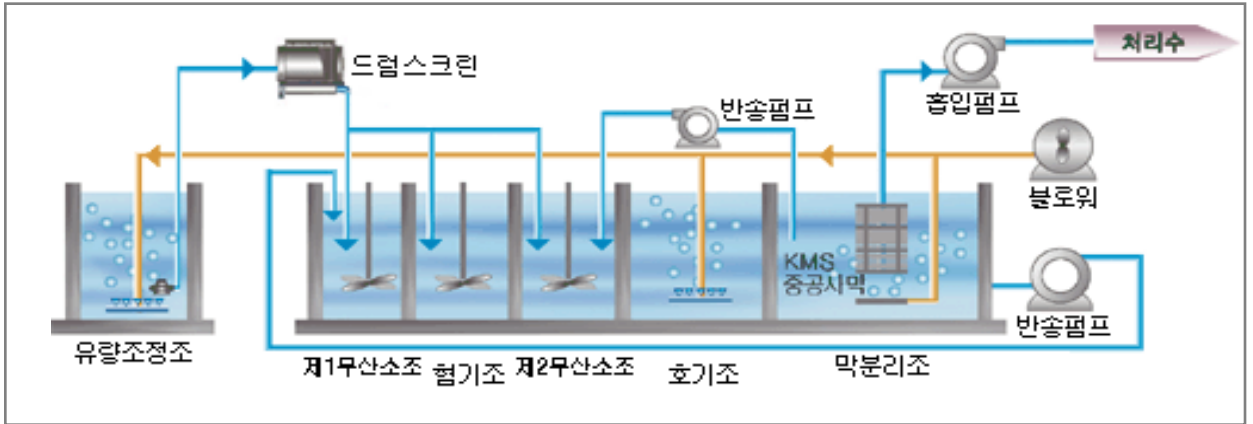 처리수
드럼스크린
흡입펌프
반송펌프
블로워
KMS
중공사막
반송펌프
유량조정조
제1무산소조
혐기조
제2무산소조
호기조
막분리조